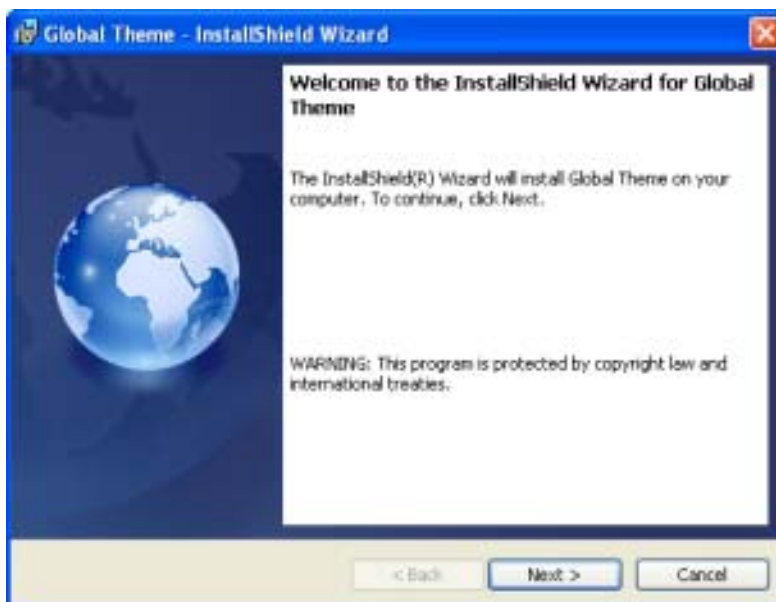 Global Theme - InstallShield Wizard
Welcome to the InstallShield Wizard for Global
Theme
The InstallShield(R) Wizard will install Global Theme on your
computer. To continue, click Next.
WARNING: This program is protected by copyright law and
international treaties.
< Back Next > Cancel